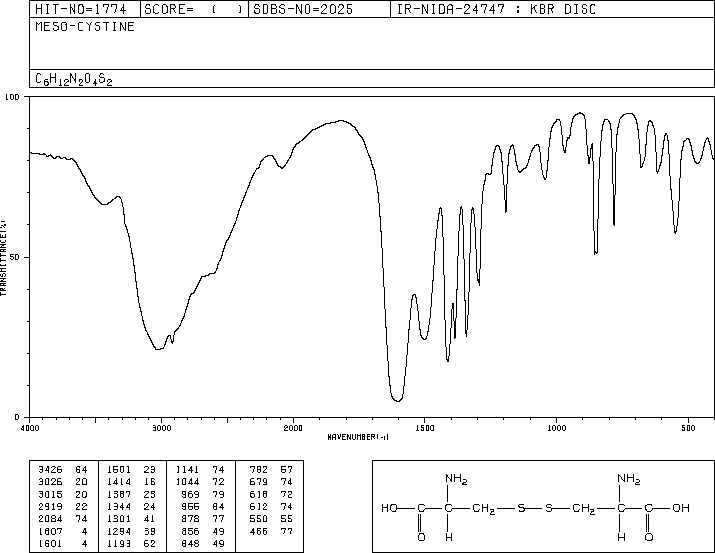 HIT-NO=1774 SCORE= ( ) SDBS-NO=2025 IR-NIDA-24747 : KBR DISC
MESO-CYSTINE
C6H12N2O4S2
100
50
0
TRANSMITTANCE(%)
4000 3000 2000 1500 1000 500
WAVENUMBER(-1)
3426 64 1501 23 1141 74 782 57
3026 20 1414 16 1044 72 679 74
3015 20 1387 23 969 79 618 72
2919 22 1344 24 966 84 612 74
2084 74 1301 41 878 77 550 55
1607 4 1294 39 856 49 466 77
1601 4 1193 62 848 49
NH2 NH2
HO C C CH2 S S CH2 C C OH
O H H O